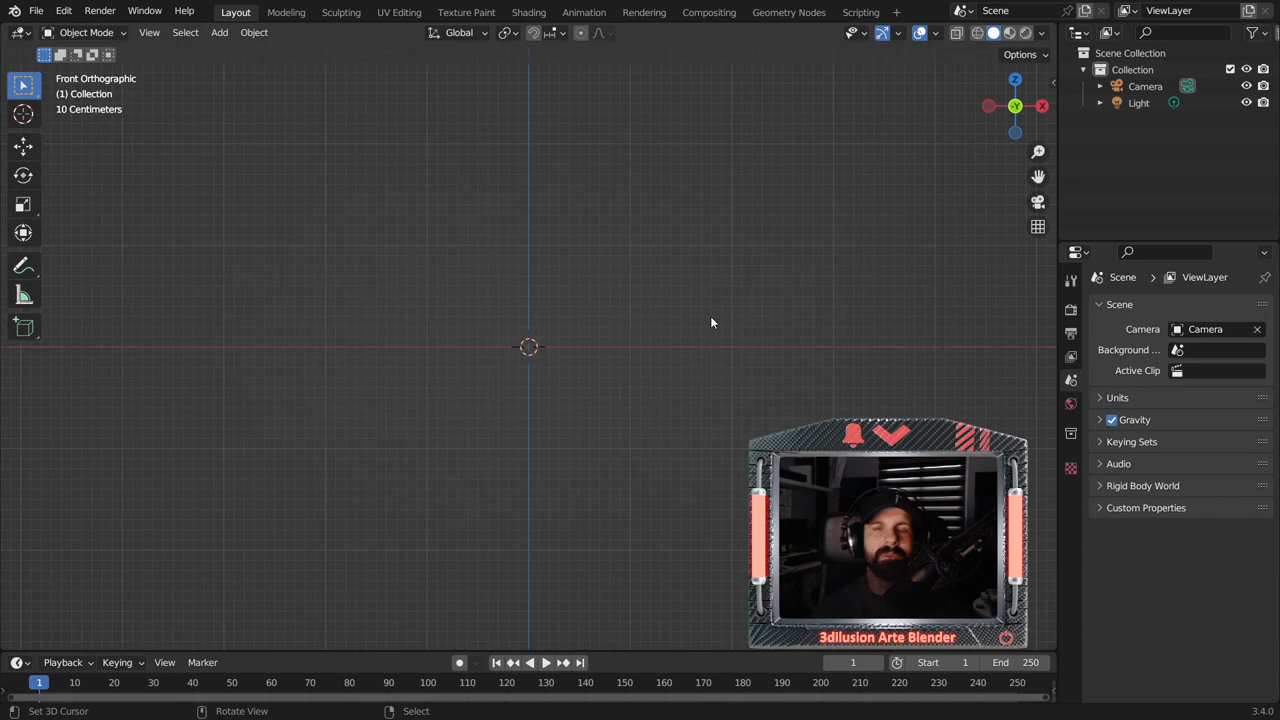 File Edit Render Window Help Layout Modeling Sculpting UV Editing Texture Paint Shading Animation Rendering Compositing Geometry Nodes Scripting + Scene ViewLayer
Object Mode View Select Add Object Global
Options
Front Orthographic
(1) Collection
10 Centimeters
Z
-Y
X
Scene Collection
Collection
Camera
Light
Scene ViewLayer
Scene
Camera Camera
Background ...
Active Clip
Units
Gravity
Keying Sets
Audio
Rigid Body World
Custom Properties
3dilusion Arte Blender
Playback Keying View Marker 1 Start 1 End 250
1 10 20 30 40 50 60 70 80 90 100 110 120 130 140 150 160 170 180 190 200 210 220 230 240 250
Set 3D Cursor Rotate View Select 3.4.0